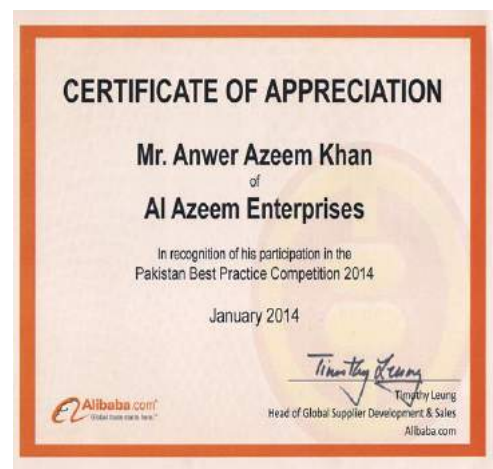 CERTIFICATE OF APPRECIATION
Mr. Anwer Azeem Khan
of
Al Azeem Enterprises
In recognition of his participation in the
Pakistan Best Practice Competition 2014
January 2014
Timothy Leung
Timothy Leung
Head of Global Supplier Development & Sales
Alibaba.com
Alibaba.com®
Global trade starts here.™